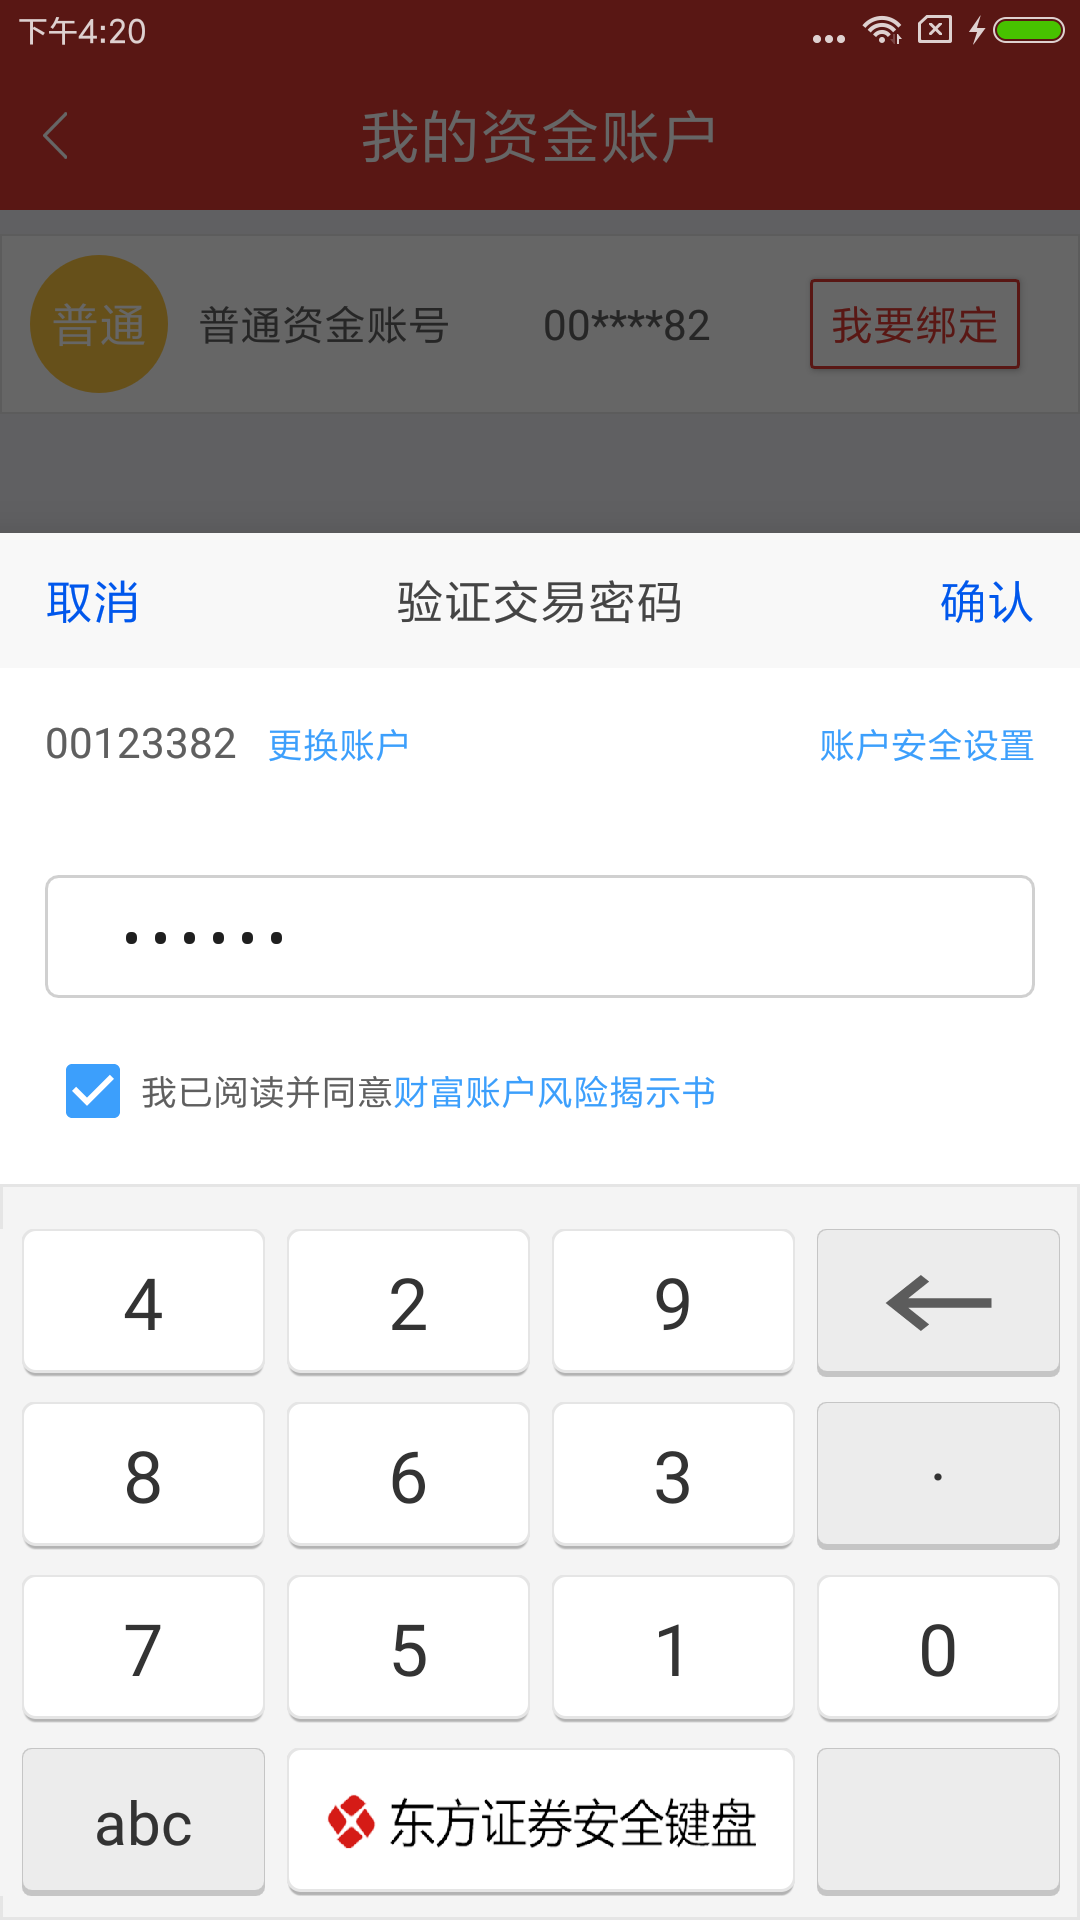 下午4:20
我的资金账户
普通 普通资金账号 00****82 我要绑定
取消 验证交易密码 确认
00123382 更换账户 账户安全设置
••••••
我已阅读并同意财富账户风险揭示书
4 2 9
8 6 3 .
7 5 1 0
abc 东方证券安全键盘